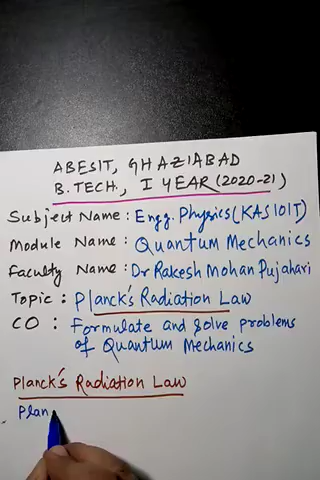 ABESIT, GHAZIABAD
B.TECH., I YEAR (2020-21)
Subject Name : Engg. Physics (KAS101T)
Module Name : Quantum Mechanics
Faculty Name : Dr Rakesh Mohan Pujahari
Topic : Planck's Radiation Law
CO : Formulate and solve problems
of Quantum Mechanics
Planck's Radiation Law
Plan